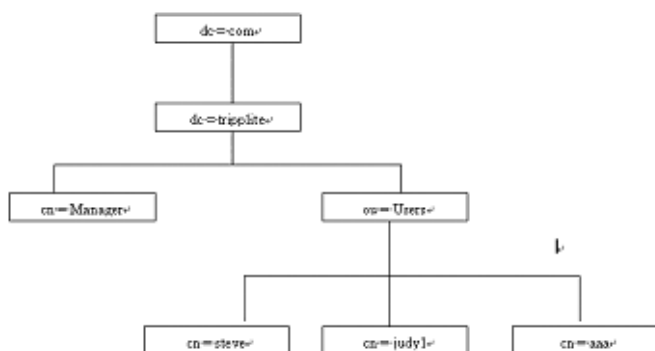 dc=com
dc=tripplite
cn=Manager
ou=Users
cn=steve
cn=judy1
cn=aaa